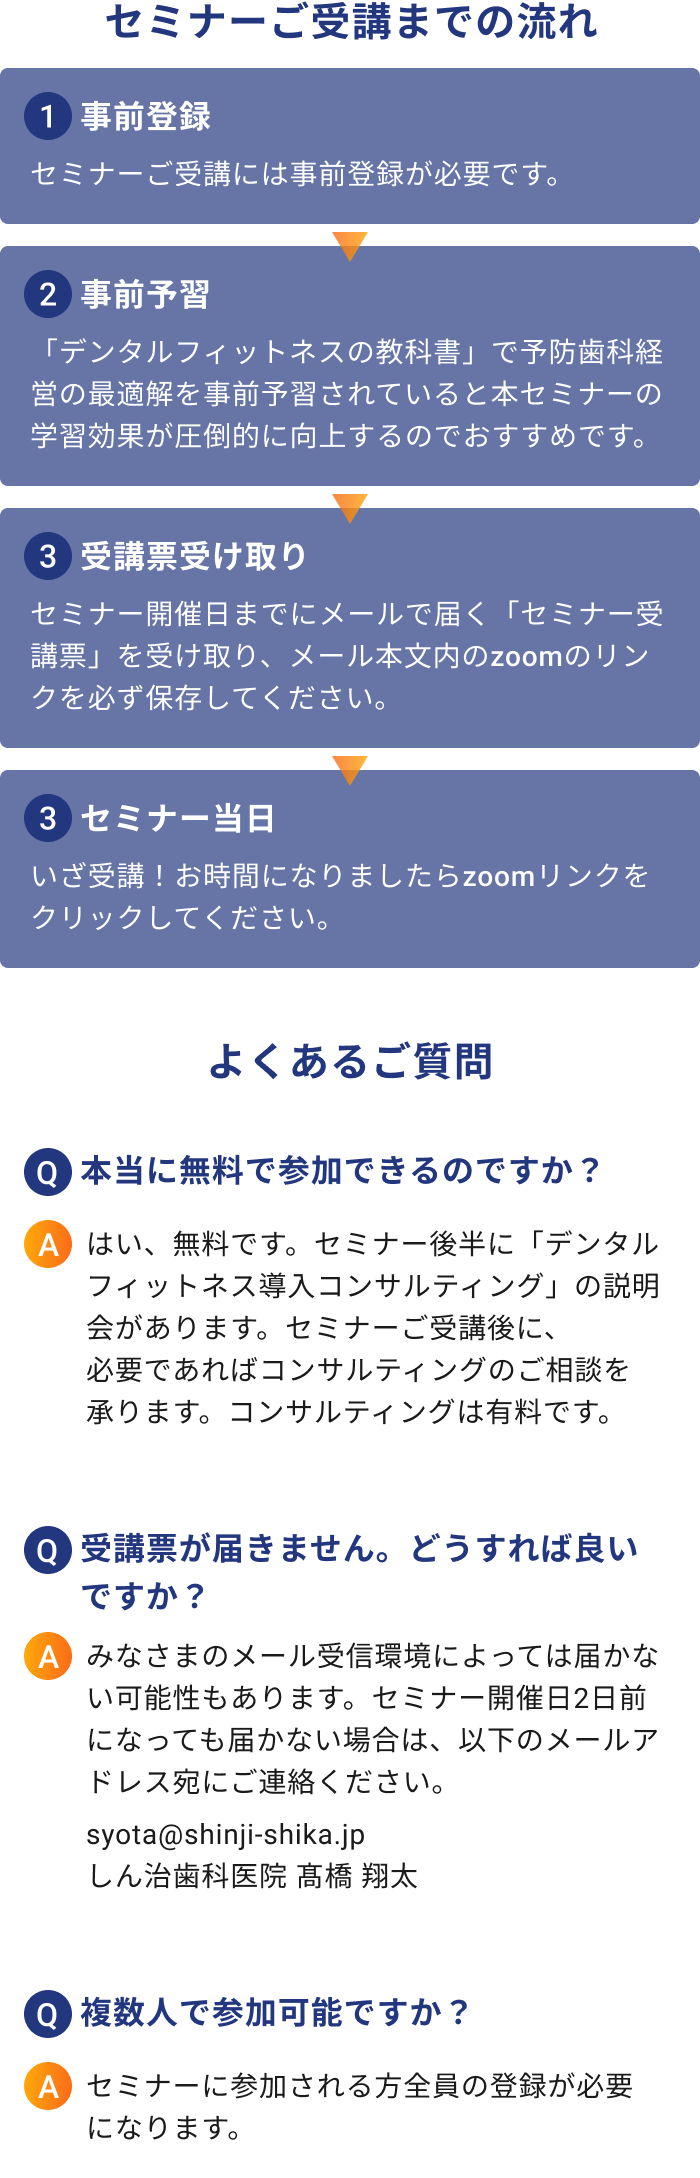 セミナーご受講までの流れ
1 事前登録
セミナーご受講には事前登録が必要です。
2 事前予習
「デンタルフィットネスの教科書」で予防歯科経
営の最適解を事前予習されていると本セミナーの
学習効果が圧倒的に向上するのでおすすめです。
3 受講票受け取り
セミナー開催日までにメールで届く「セミナー受
講票」を受け取り、メール本文内のzoomのリン
クを必ず保存してください。
3 セミナー当日
いざ受講！お時間になりましたらzoomリンクを
クリックしてください。
よくあるご質問
Q 本当に無料で参加できるのですか？
A はい、無料です。セミナー後半に「デンタル
フィットネス導入コンサルティング」の説明
会があります。セミナーご受講後に、
必要であればコンサルティングのご相談を
承ります。コンサルティングは有料です。
Q 受講票が届きません。どうすれば良い
ですか？
A みなさまのメール受信環境によっては届かな
い可能性もあります。セミナー開催日2日前
になっても届かない場合は、以下のメールア
ドレス宛にご連絡ください。
syota@shinji-shika.jp
しん治歯科医院 髙橋 翔太
Q 複数人で参加可能ですか？
A セミナーに参加される方全員の登録が必要
になります。